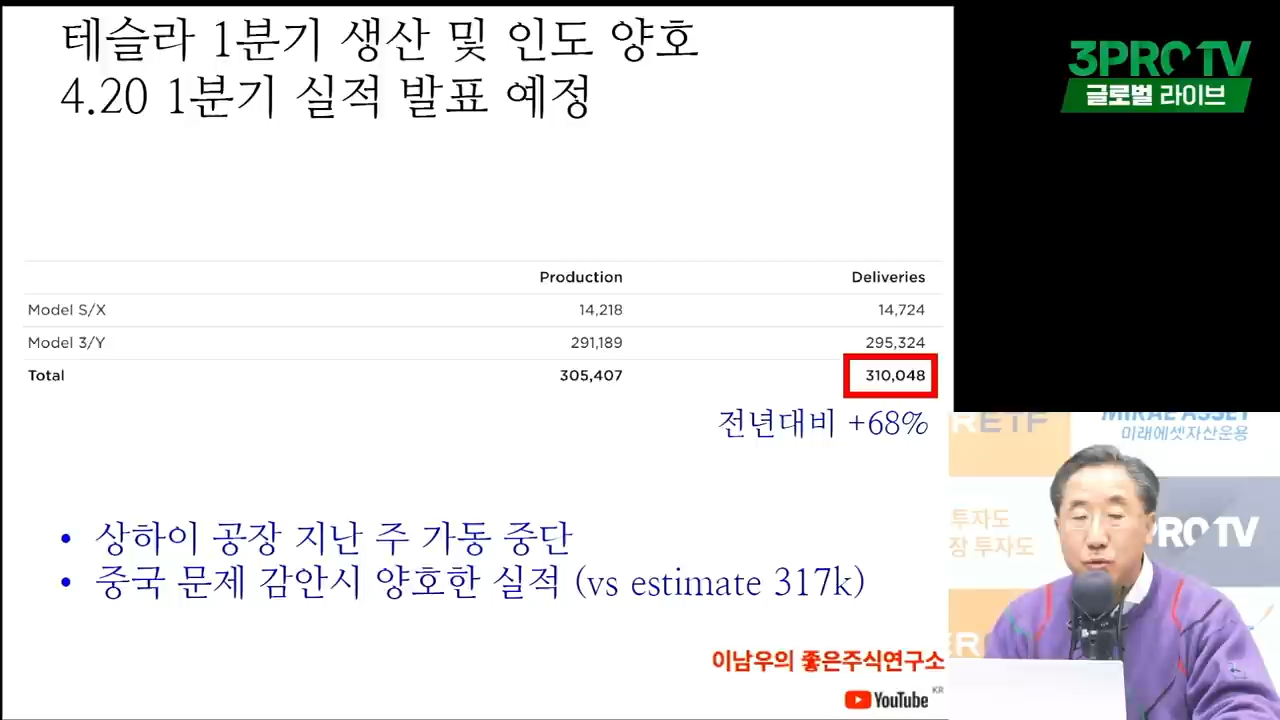 테슬라 1분기 생산 및 인도 양호
4.20 1분기 실적 발표 예정
3PRO TV
글로벌 라이브
Production Deliveries
Model S/X 14,218 14,724
Model 3/Y 291,189 295,324
Total 305,407 310,048
전년대비 +68%
• 상하이 공장 지난 주 가동 중단
• 중국 문제 감안시 양호한 실적 (vs estimate 317k)
이남우의 좋은주식연구소
YouTube KR
RETF
MIRAE ASSET
미래에셋자산운용
투자도
장 투자도
PRO TV
ER